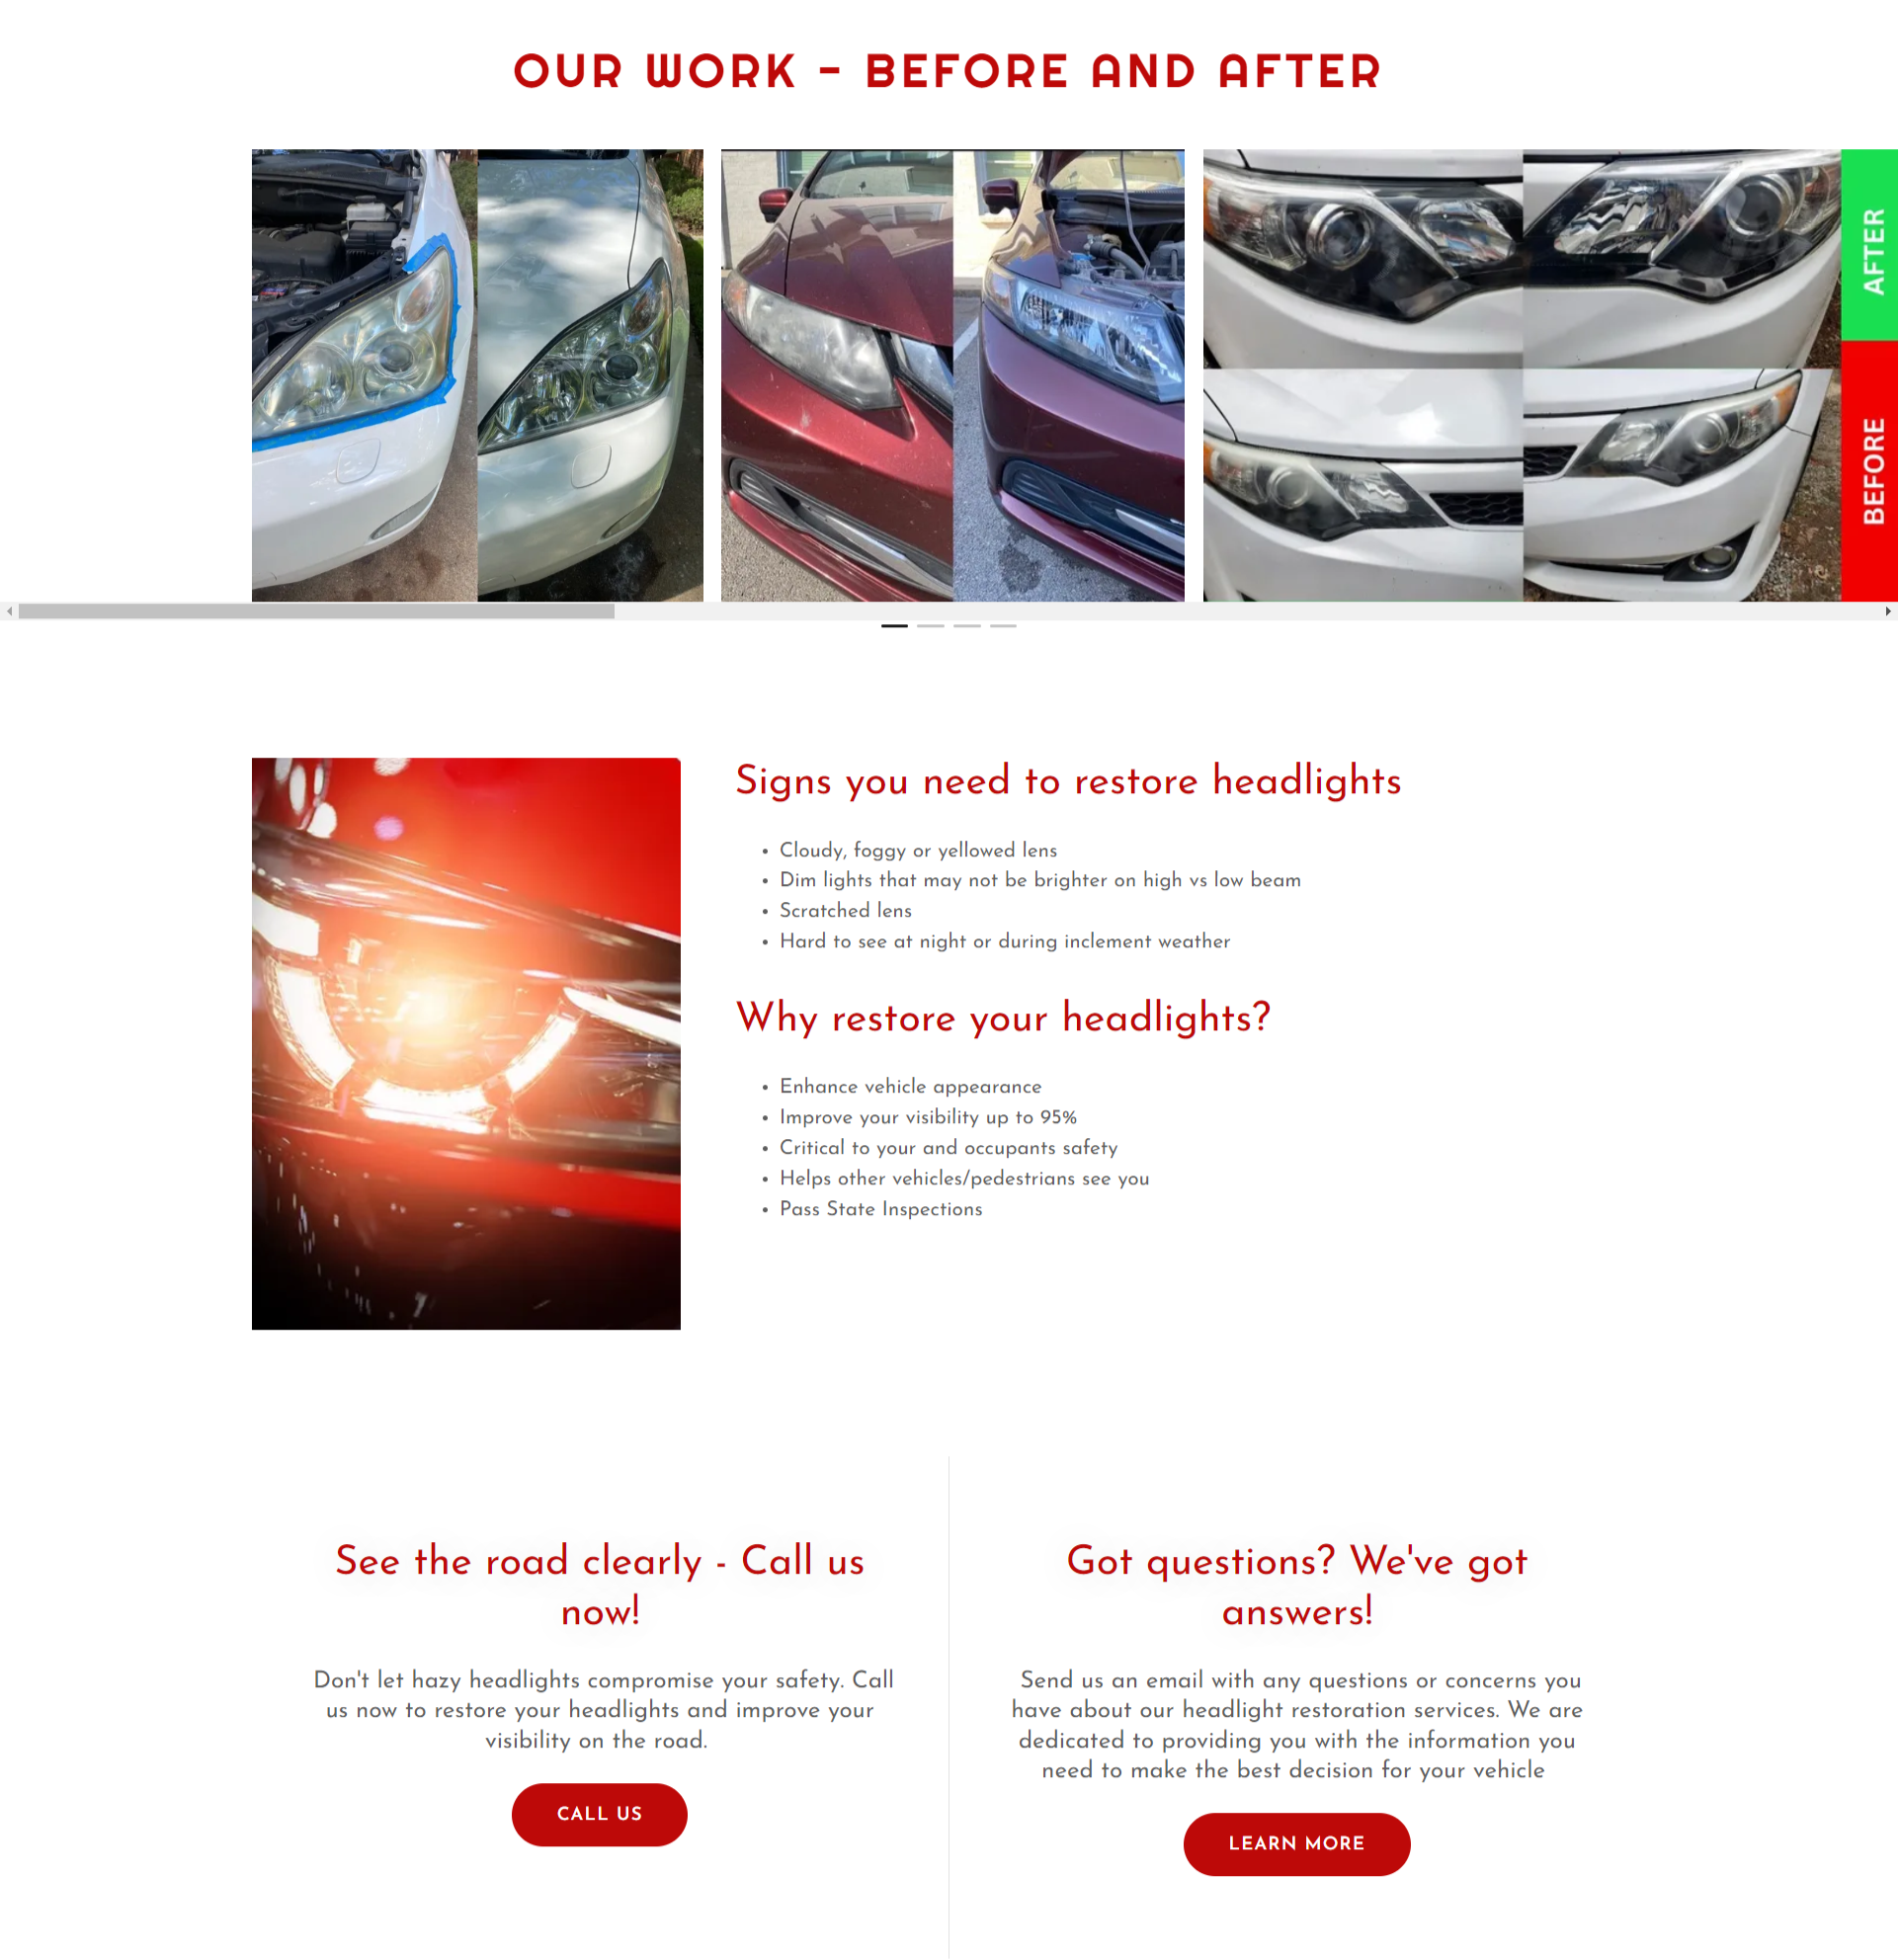 OUR WORK - BEFORE AND AFTER
AFTER
BEFORE
Signs you need to restore headlights
• Cloudy, foggy or yellowed lens
• Dim lights that may not be brighter on high vs low beam
• Scratched lens
• Hard to see at night or during inclement weather
Why restore your headlights?
• Enhance vehicle appearance
• Improve your visibility up to 95%
• Critical to your and occupants safety
• Helps other vehicles/pedestrians see you
• Pass State Inspections
See the road clearly - Call us
now!
Don't let hazy headlights compromise your safety. Call
us now to restore your headlights and improve your
visibility on the road.
CALL US
Got questions? We've got
answers!
Send us an email with any questions or concerns you
have about our headlight restoration services. We are
dedicated to providing you with the information you
need to make the best decision for your vehicle
LEARN MORE